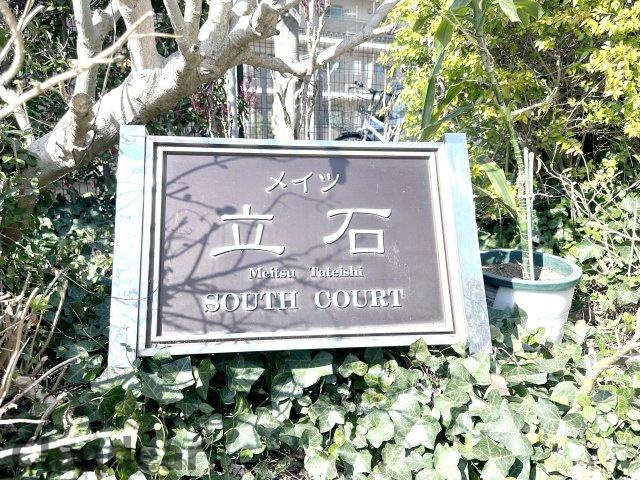 メイツ
立石
Meitsu Tateishi
SOUTH COURT